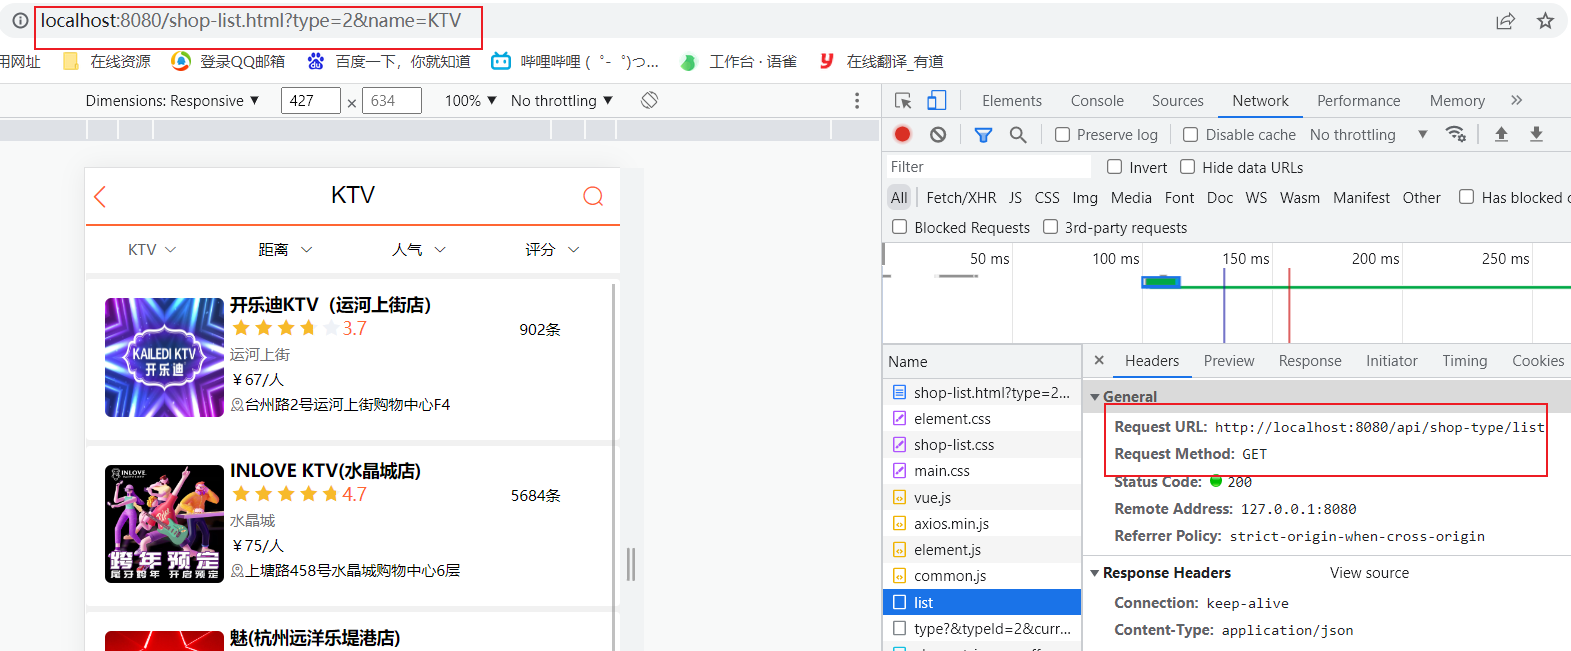 localhost:8080/shop-list.html?type=2&name=KTV
用网址 在线资源 登录QQ邮箱 百度一下，你就知道 哔哩哔哩 (゜-゜)つ... 工作台 · 语雀 在线翻译_有道
Dimensions: Responsive ▼ 427 × 634 100% ▼ No throttling ▼
Elements Console Sources Network Performance Memory »
Preserve log Disable cache No throttling ▼
Filter Invert Hide data URLs
All Fetch/XHR JS CSS Img Media Font Doc WS Wasm Manifest Other Has blocked c
Blocked Requests 3rd-party requests
50 ms 100 ms 150 ms 200 ms 250 ms
KTV
KTV 距离 人气 评分
KAILEDI KTV
开乐迪
开乐迪KTV（运河上街店）
3.7 902条
运河上街
￥67/人
台州路2号运河上街购物中心F4
INLOVE
跨年预定
尾牙跨年 开启预定
INLOVE KTV(水晶城店)
4.7 5684条
水晶城
￥75/人
上塘路458号水晶城购物中心6层
魅(杭州远洋乐堤港店)
Name
shop-list.html?type=2...
element.css
shop-list.css
main.css
vue.js
axios.min.js
element.js
common.js
list
type?&typeId=2&curr...
× Headers Preview Response Initiator Timing Cookies
▼ General
Request URL: http://localhost:8080/api/shop-type/list
Request Method: GET
Status Code: 200
Remote Address: 127.0.0.1:8080
Referrer Policy: strict-origin-when-cross-origin
▼ Response Headers View source
Connection: keep-alive
Content-Type: application/json